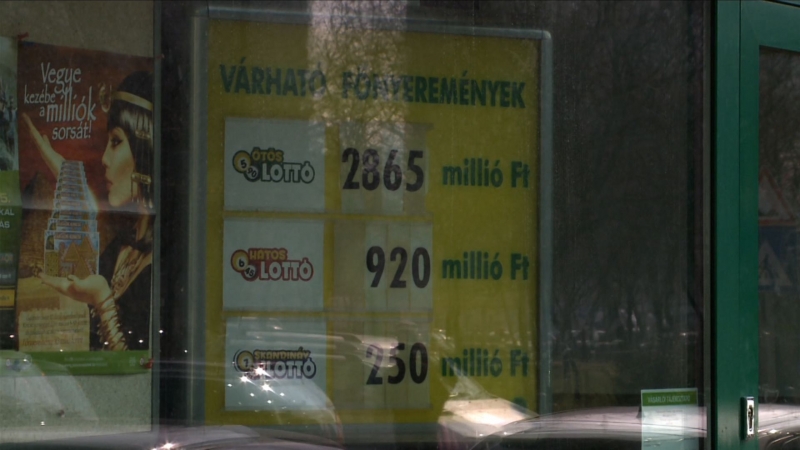 Vegye
kezébe
a milliók
sorsát!
VÁRHATÓ FŐNYEREMÉNYEK
ÖTÖS
LOTTÓ
2865 millió Ft
HATOS
LOTTÓ
920 millió Ft
SKANDINÁV
LOTTÓ
250 millió Ft